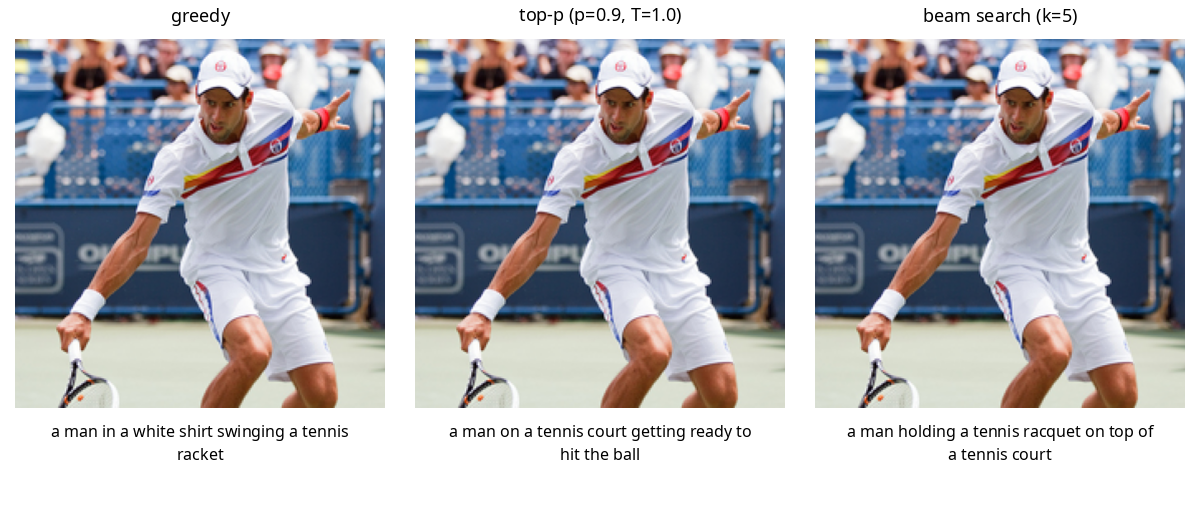 greedy
top-p (p=0.9, T=1.0)
beam search (k=5)
a man in a white shirt swinging a tennis
racket
a man on a tennis court getting ready to
hit the ball
a man holding a tennis racquet on top of
a tennis court